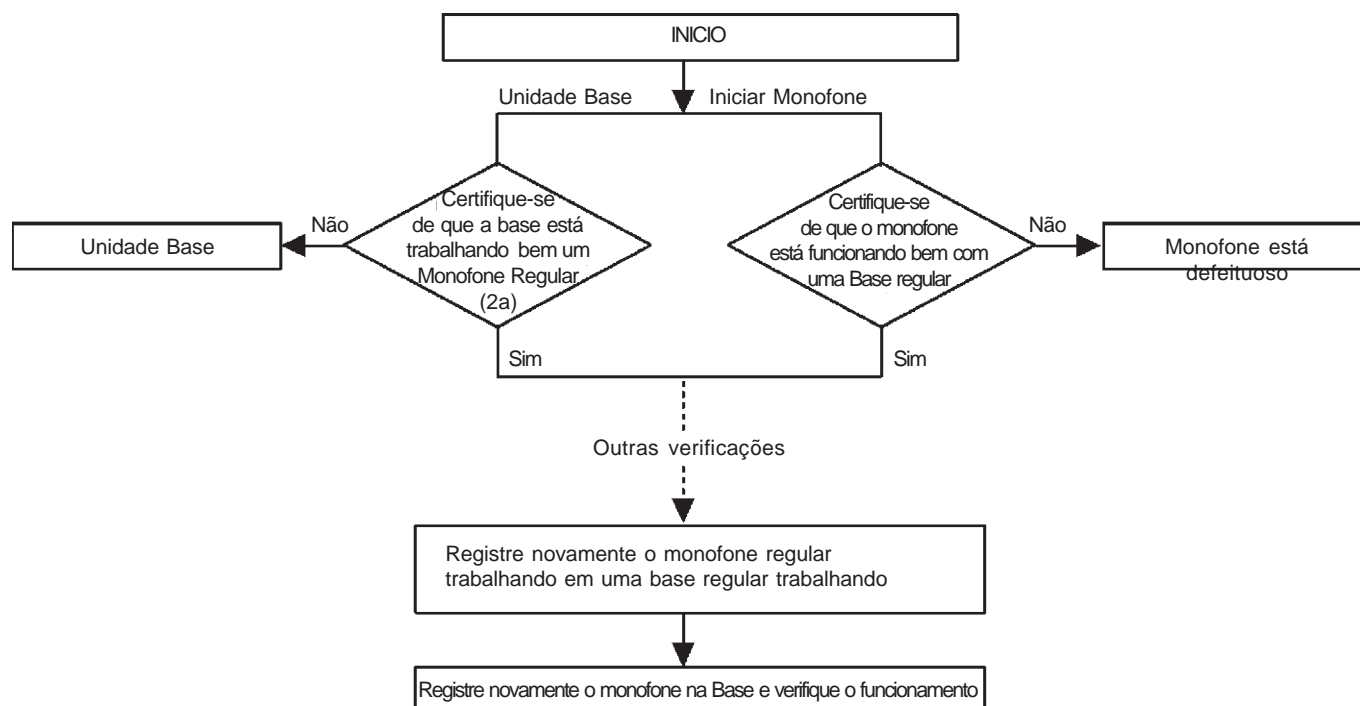 INICIO
Unidade Base
Iniciar Monofone
Certifique-se
de que a base está
trabalhando bem um
Monofone Regular
(2a)
Certifique-se
de que o monofone
está funcionando bem com
uma Base regular
Não
Unidade Base
Não
Monofone está
defeituoso
Sim
Sim
Outras verificações
Registre novamente o monofone regular
trabalhando em uma base regular trabalhando
Registre novamente o monofone na Base e verifique o funcionamento